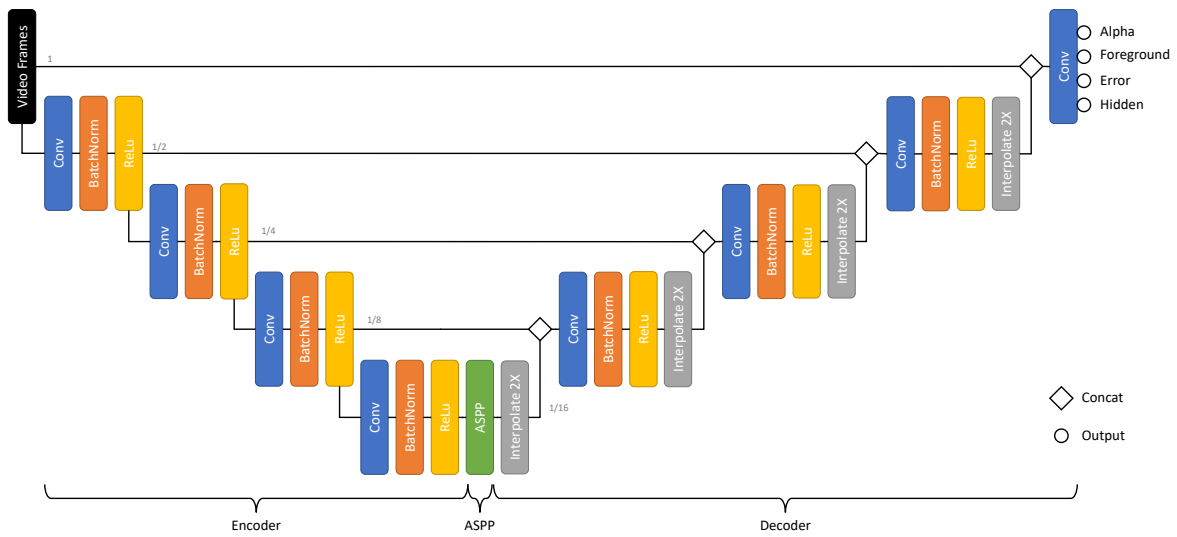 Video Frames
1
Conv
BatchNorm
ReLu
1/2
Conv
BatchNorm
ReLu
1/4
Conv
BatchNorm
ReLu
1/8
Conv
BatchNorm
ReLu
ASPP
Interpolate 2X
1/16
Conv
BatchNorm
ReLu
Interpolate 2X
Conv
BatchNorm
ReLu
Interpolate 2X
Conv
BatchNorm
ReLu
Interpolate 2X
Conv
Alpha
Foreground
Error
Hidden
Concat
Output
Encoder
ASPP
Decoder